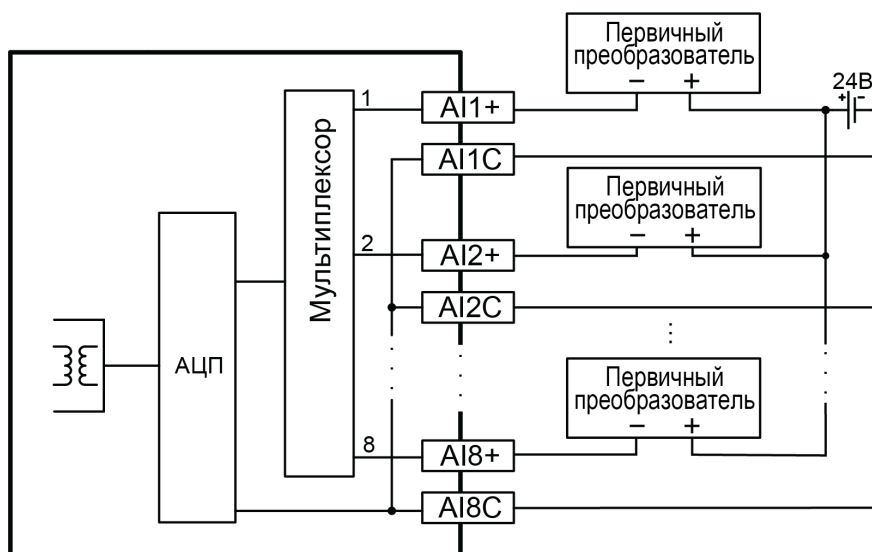 Первичный
преобразователь
− +
24В
+ -
1
AI1+
Мультиплексор
AI1C
Первичный
преобразователь
− +
2
AI2+
AI2C
АЦП
Первичный
преобразователь
− +
8
AI8+
AI8C